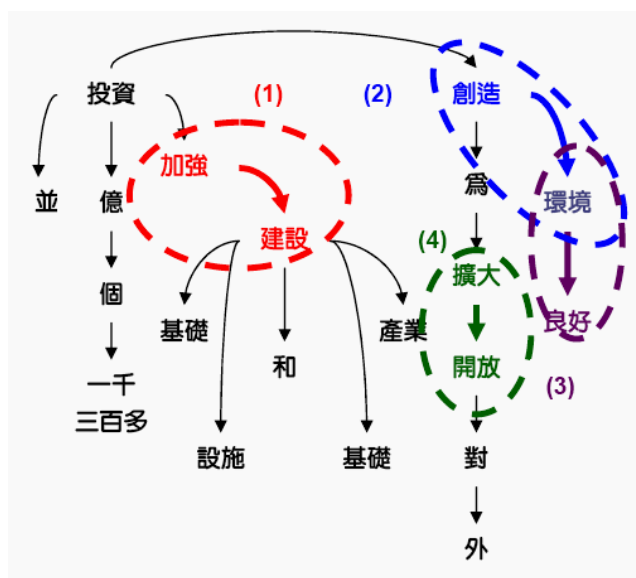 投資
(1)
(2)
創造
加強
並
億
為
環境
建設
(4)
個
擴大
基礎
和
產業
良好
一千
三百多
開放
(3)
設施
基礎
對
外